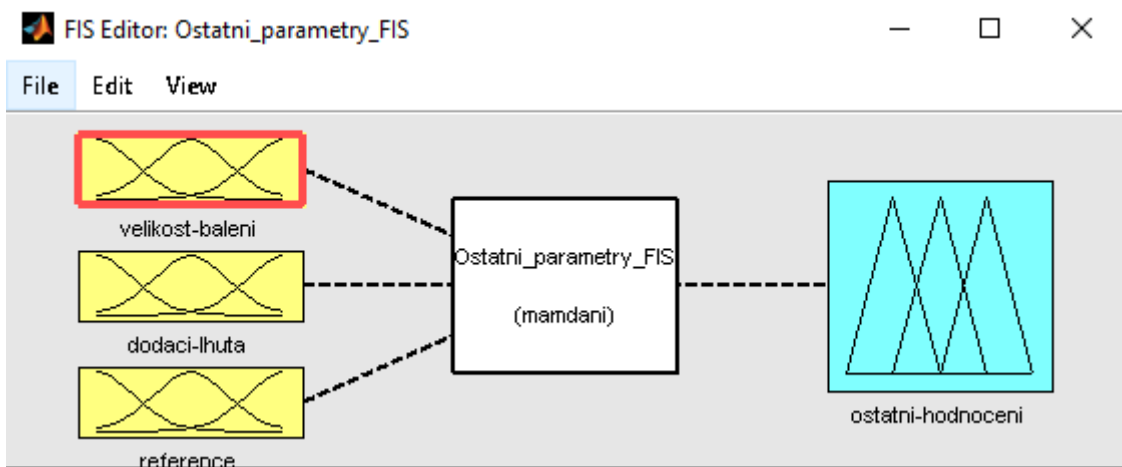 FIS Editor: Ostatni_parametry_FIS
File Edit View
velikost-baleni
dodaci-lhuta
reference
Ostatni_parametry_FIS
(mamdani)
ostatni-hodnoceni